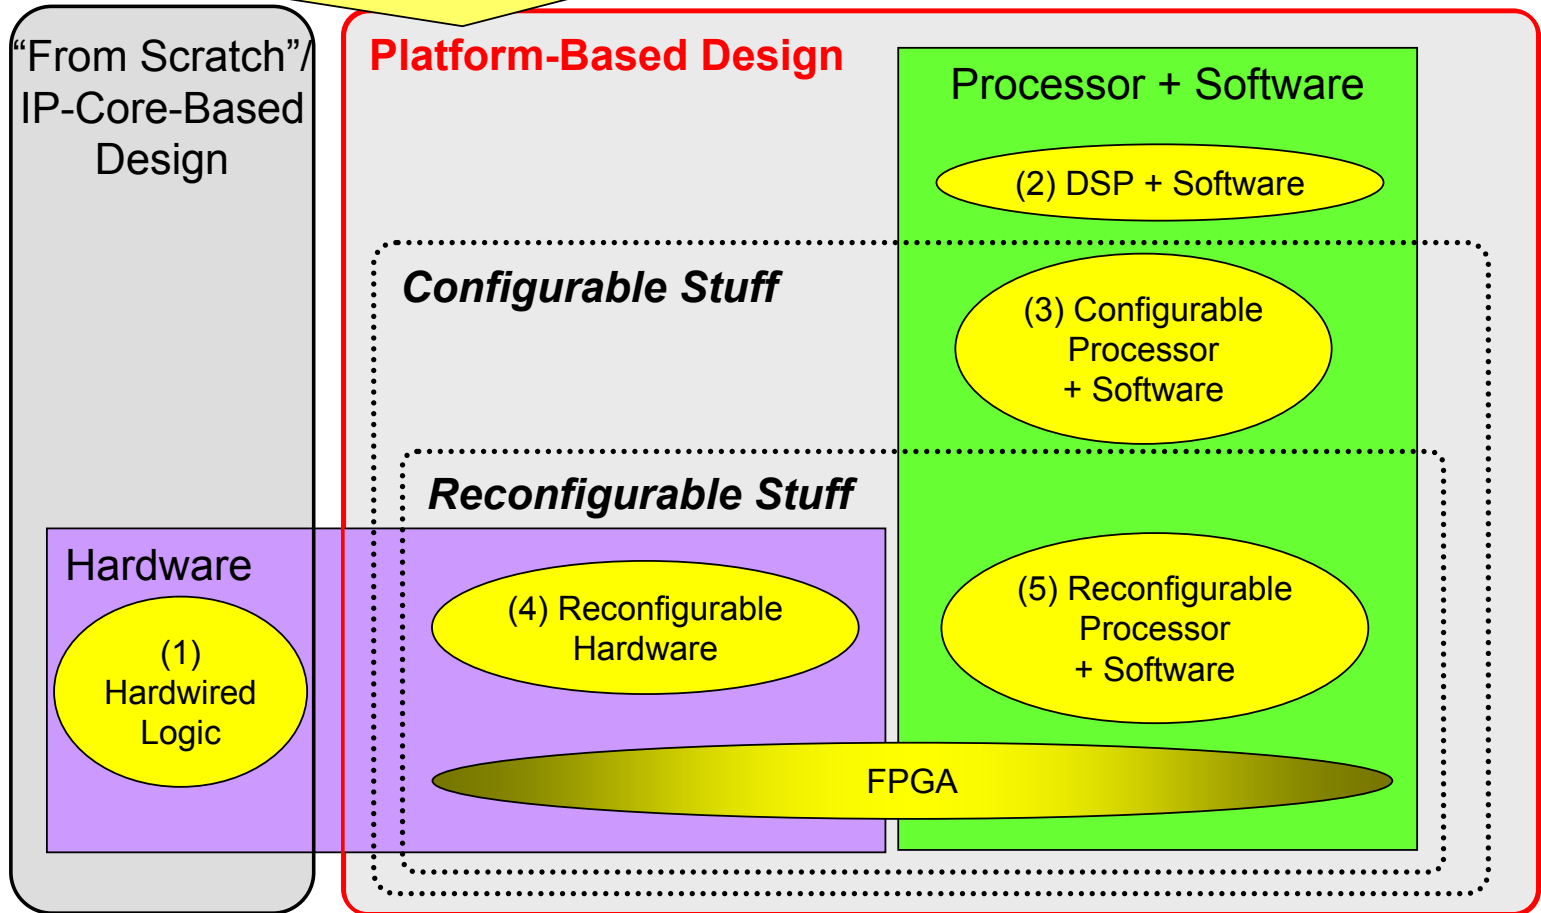 “From Scratch”/
IP-Core-Based
Design
Platform-Based Design
Processor + Software
(2) DSP + Software
Configurable Stuff
(3) Configurable
Processor
+ Software
Reconfigurable Stuff
Hardware
(1)
Hardwired
Logic
(4) Reconfigurable
Hardware
(5) Reconfigurable
Processor
+ Software
FPGA